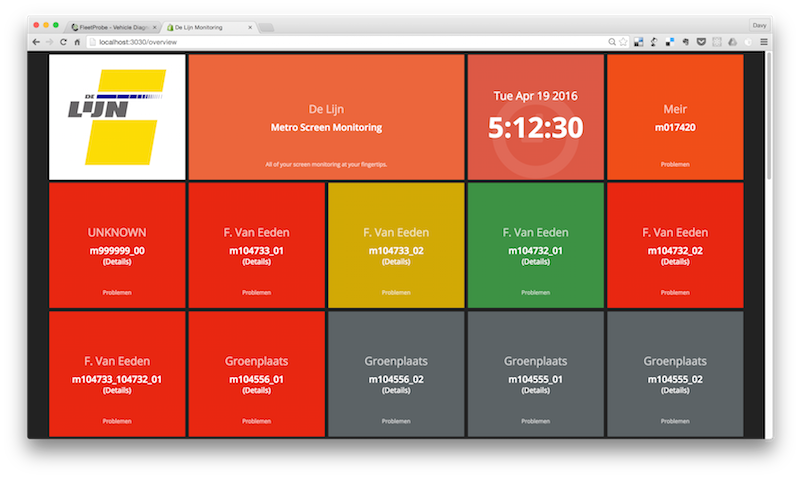 FleetProbe - Vehicle Diagn
De Lijn Monitoring
Davy
localhost:3030/overview
DE
LIJN
De Lijn
Metro Screen Monitoring
All of your screen monitoring at your fingertips.
Tue Apr 19 2016
5:12:30
Meir
m017420
Problemen
UNKNOWN
m999999_00
(Details)
Problemen
F. Van Eeden
m104733_01
(Details)
Problemen
F. Van Eeden
m104733_02
(Details)
Problemen
F. Van Eeden
m104732_01
(Details)
Problemen
F. Van Eeden
m104732_02
(Details)
Problemen
F. Van Eeden
m104733_104732_01
(Details)
Problemen
Groenplaats
m104556_01
(Details)
Problemen
Groenplaats
m104556_02
(Details)
Problemen
Groenplaats
m104555_01
(Details)
Problemen
Groenplaats
m104555_02
(Details)
Problemen